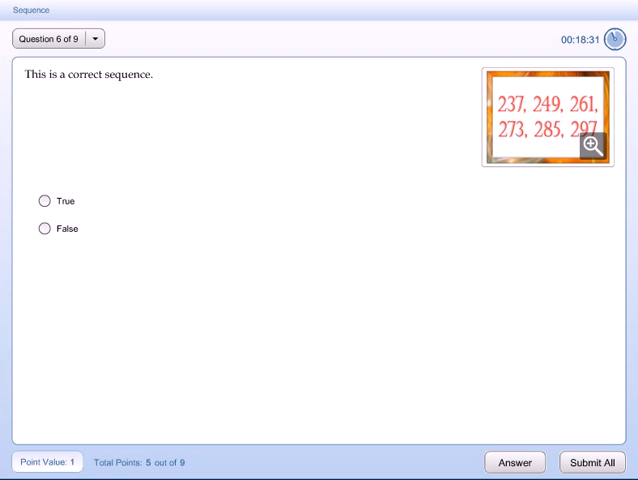 Sequence
Question 6 of 9
00:18:31
This is a correct sequence.
237, 249, 261,
273, 285, 297
True
False
Point Value: 1
Total Points: 5 out of 9
Answer
Submit All